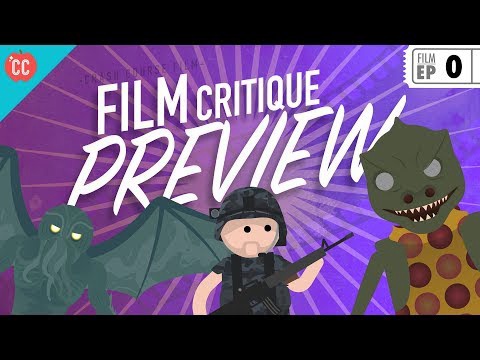 CC
FILM
EP 0
-CRASH COURSE FILM-
FILM CRITIQUE
PREVIEW